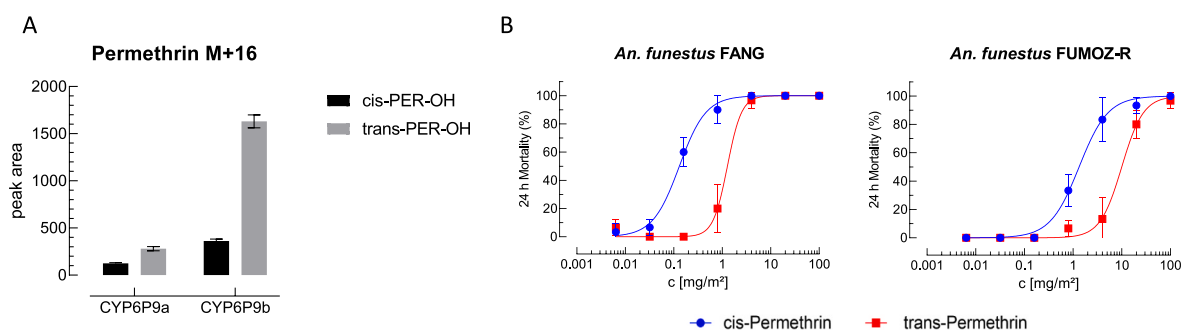 A
Permethrin M+16
2000
1500
1000
500
0
peak area
CYP6P9a
CYP6P9b
cis-PER-OH
trans-PER-OH
B
An. funestus FANG
100
80
60
40
20
0
24 h Mortality (%)
0.001 0.01 0.1 1 10 100
c [mg/m²]
An. funestus FUMOZ-R
100
80
60
40
20
0
24 h Mortality (%)
0.001 0.01 0.1 1 10 100
c [mg/m²]
cis-Permethrin
trans-Permethrin